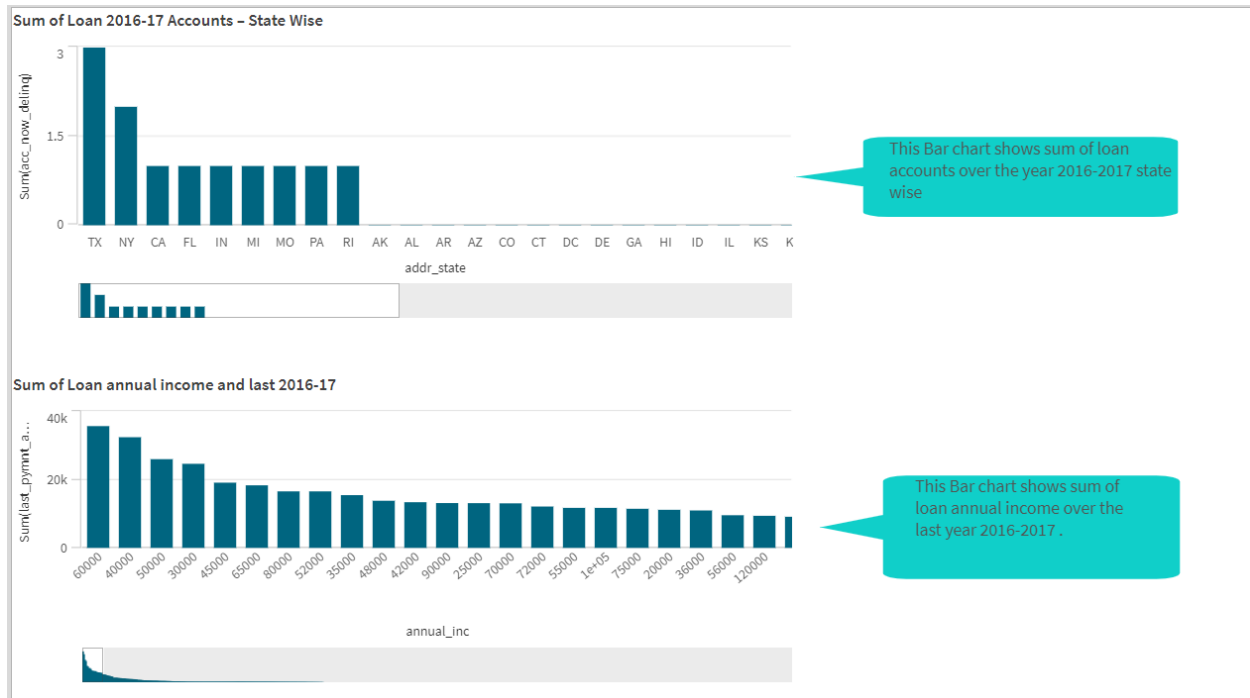 Sum of Loan 2016-17 Accounts – State Wise
Sum(acc_now_delinq)
3
1.5
0
TX NY CA FL IN MI MO PA RI AK AL AR AZ CO CT DC DE GA HI ID IL KS K
addr_state
This Bar chart shows sum of loan
accounts over the year 2016-2017 state
wise
Sum of Loan annual income and last 2016-17
Sum(last_pymnt_a...
40k
20k
0
60000 40000 50000 30000 45000 65000 80000 52000 35000 48000 42000 90000 25000 70000 72000 55000 1e+05 75000 20000 36000 56000 120000
annual_inc
This Bar chart shows sum of
loan annual income over the
last year 2016-2017 .